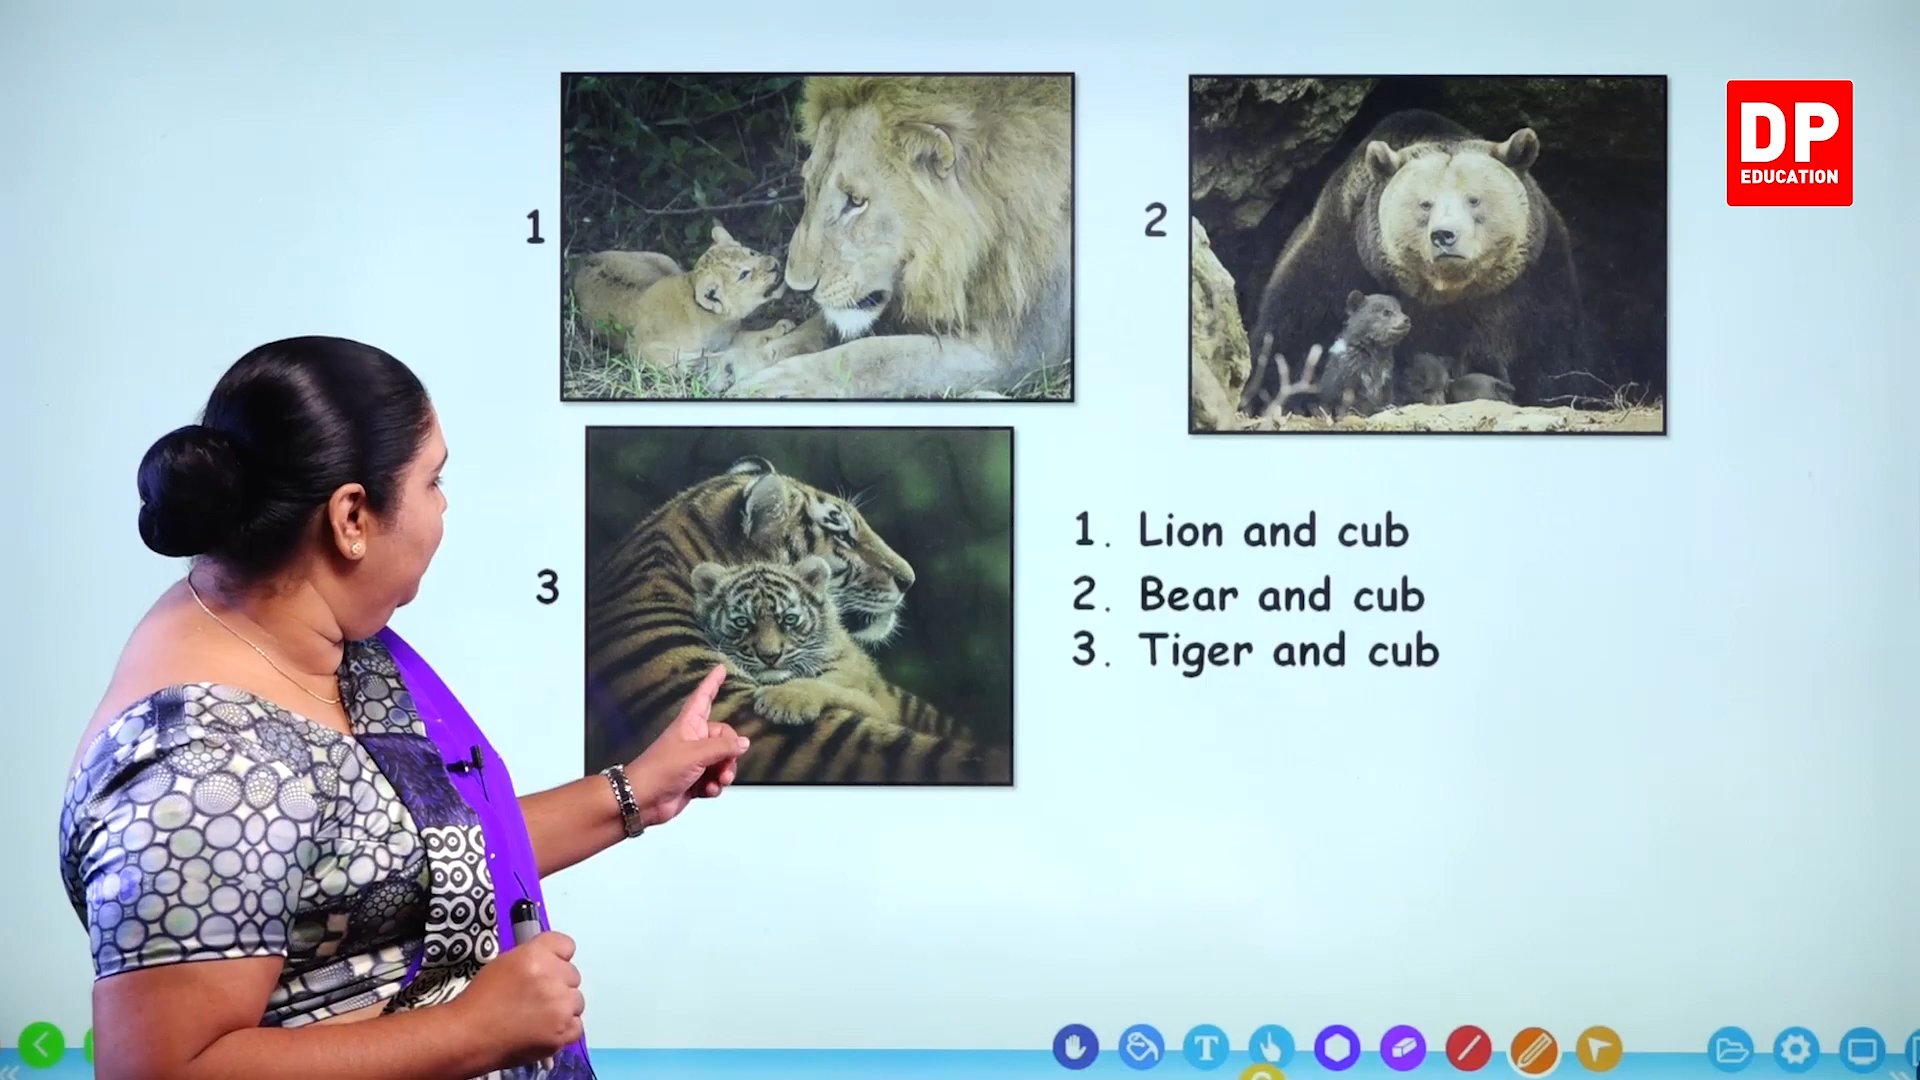 DP
EDUCATION
1
2
3
1. Lion and cub
2. Bear and cub
3. Tiger and cub
T